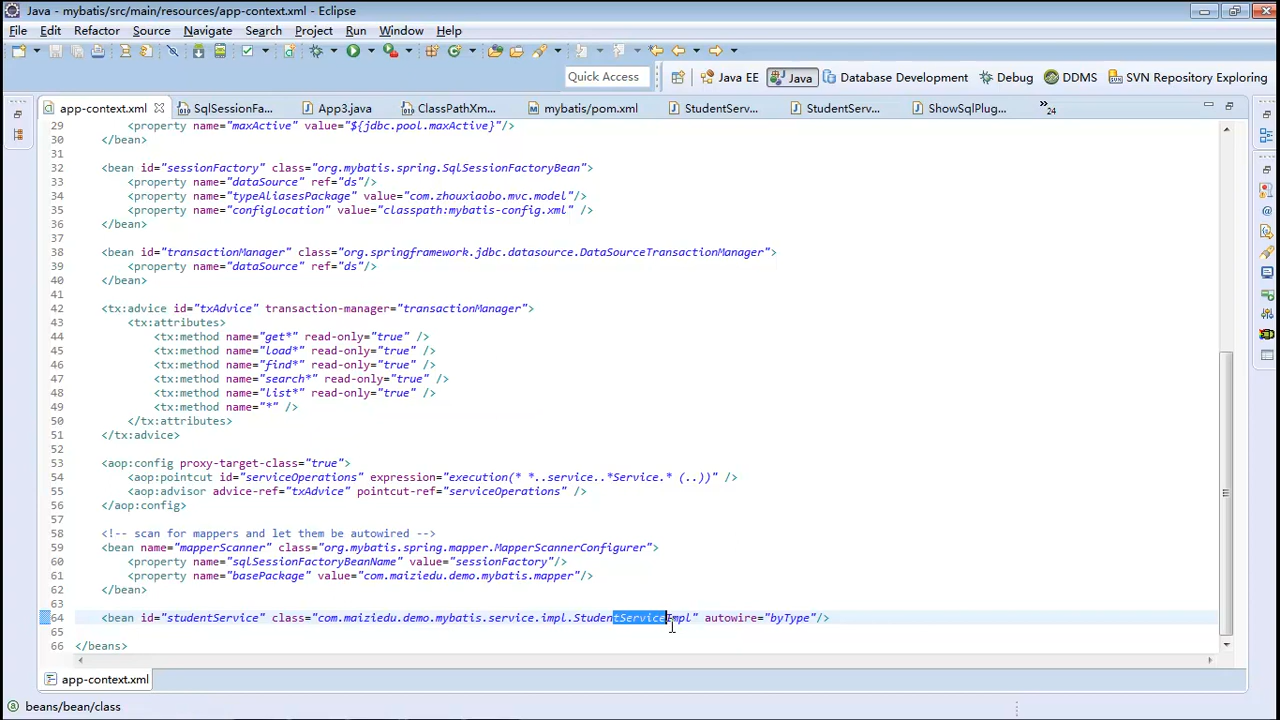 Java - mybatis/src/main/resources/app-context.xml - Eclipse
File Edit Refactor Source Navigate Search Project Run Window Help
Quick Access Java EE Java Database Development Debug DDMS SVN Repository Exploring
app-context.xml SqlSessionFa... App3.java ClassPathXm... mybatis/pom.xml StudentServ... StudentServ... ShowSqlPlug... »24
29 <property name="maxActive" value="${jdbc.pool.maxActive}"/>
30 </bean>
31
32 <bean id="sessionFactory" class="org.mybatis.spring.SqlSessionFactoryBean">
33 <property name="dataSource" ref="ds"/>
34 <property name="typeAliasesPackage" value="com.zhouxiaobo.mvc.model"/>
35 <property name="configLocation" value="classpath:mybatis-config.xml" />
36 </bean>
37
38 <bean id="transactionManager" class="org.springframework.jdbc.datasource.DataSourceTransactionManager">
39 <property name="dataSource" ref="ds"/>
40 </bean>
41
42 <tx:advice id="txAdvice" transaction-manager="transactionManager">
43 <tx:attributes>
44 <tx:method name="get*" read-only="true" />
45 <tx:method name="load*" read-only="true" />
46 <tx:method name="find*" read-only="true" />
47 <tx:method name="search*" read-only="true" />
48 <tx:method name="list*" read-only="true" />
49 <tx:method name="*" />
50 </tx:attributes>
51 </tx:advice>
52
53 <aop:config proxy-target-class="true">
54 <aop:pointcut id="serviceOperations" expression="execution(* *..service..*Service.* (..))" />
55 <aop:advisor advice-ref="txAdvice" pointcut-ref="serviceOperations" />
56 </aop:config>
57
58 <!-- scan for mappers and let them be autowired -->
59 <bean name="mapperScanner" class="org.mybatis.spring.mapper.MapperScannerConfigurer">
60 <property name="sqlSessionFactoryBeanName" value="sessionFactory"/>
61 <property name="basePackage" value="com.maiziedu.demo.mybatis.mapper"/>
62 </bean>
63
64 <bean id="studentService" class="com.maiziedu.demo.mybatis.service.impl.StudentServiceImpl" autowire="byType"/>
65
66 </beans>
app-context.xml
beans/bean/class